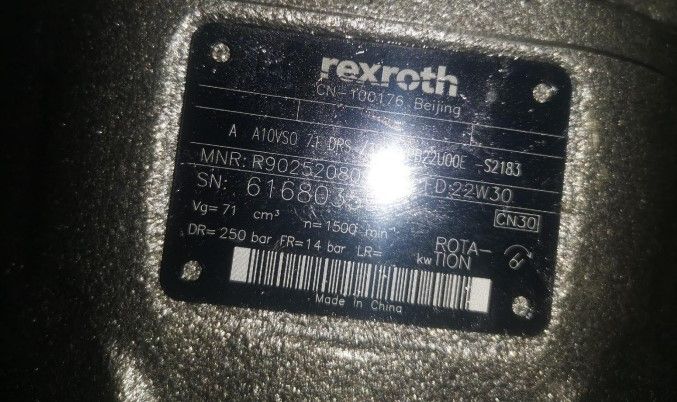 rexroth
CN-100176 Beijing
A A10VSO 71 DRS B22U00E S2183
MNR: R90252080
SN: 6168035 D:22W30
Vg=71 cm³ n=1500 min⁻¹ CN30
DR=250 bar FR=14 bar LR= kw ROTA-
TION
Made in China